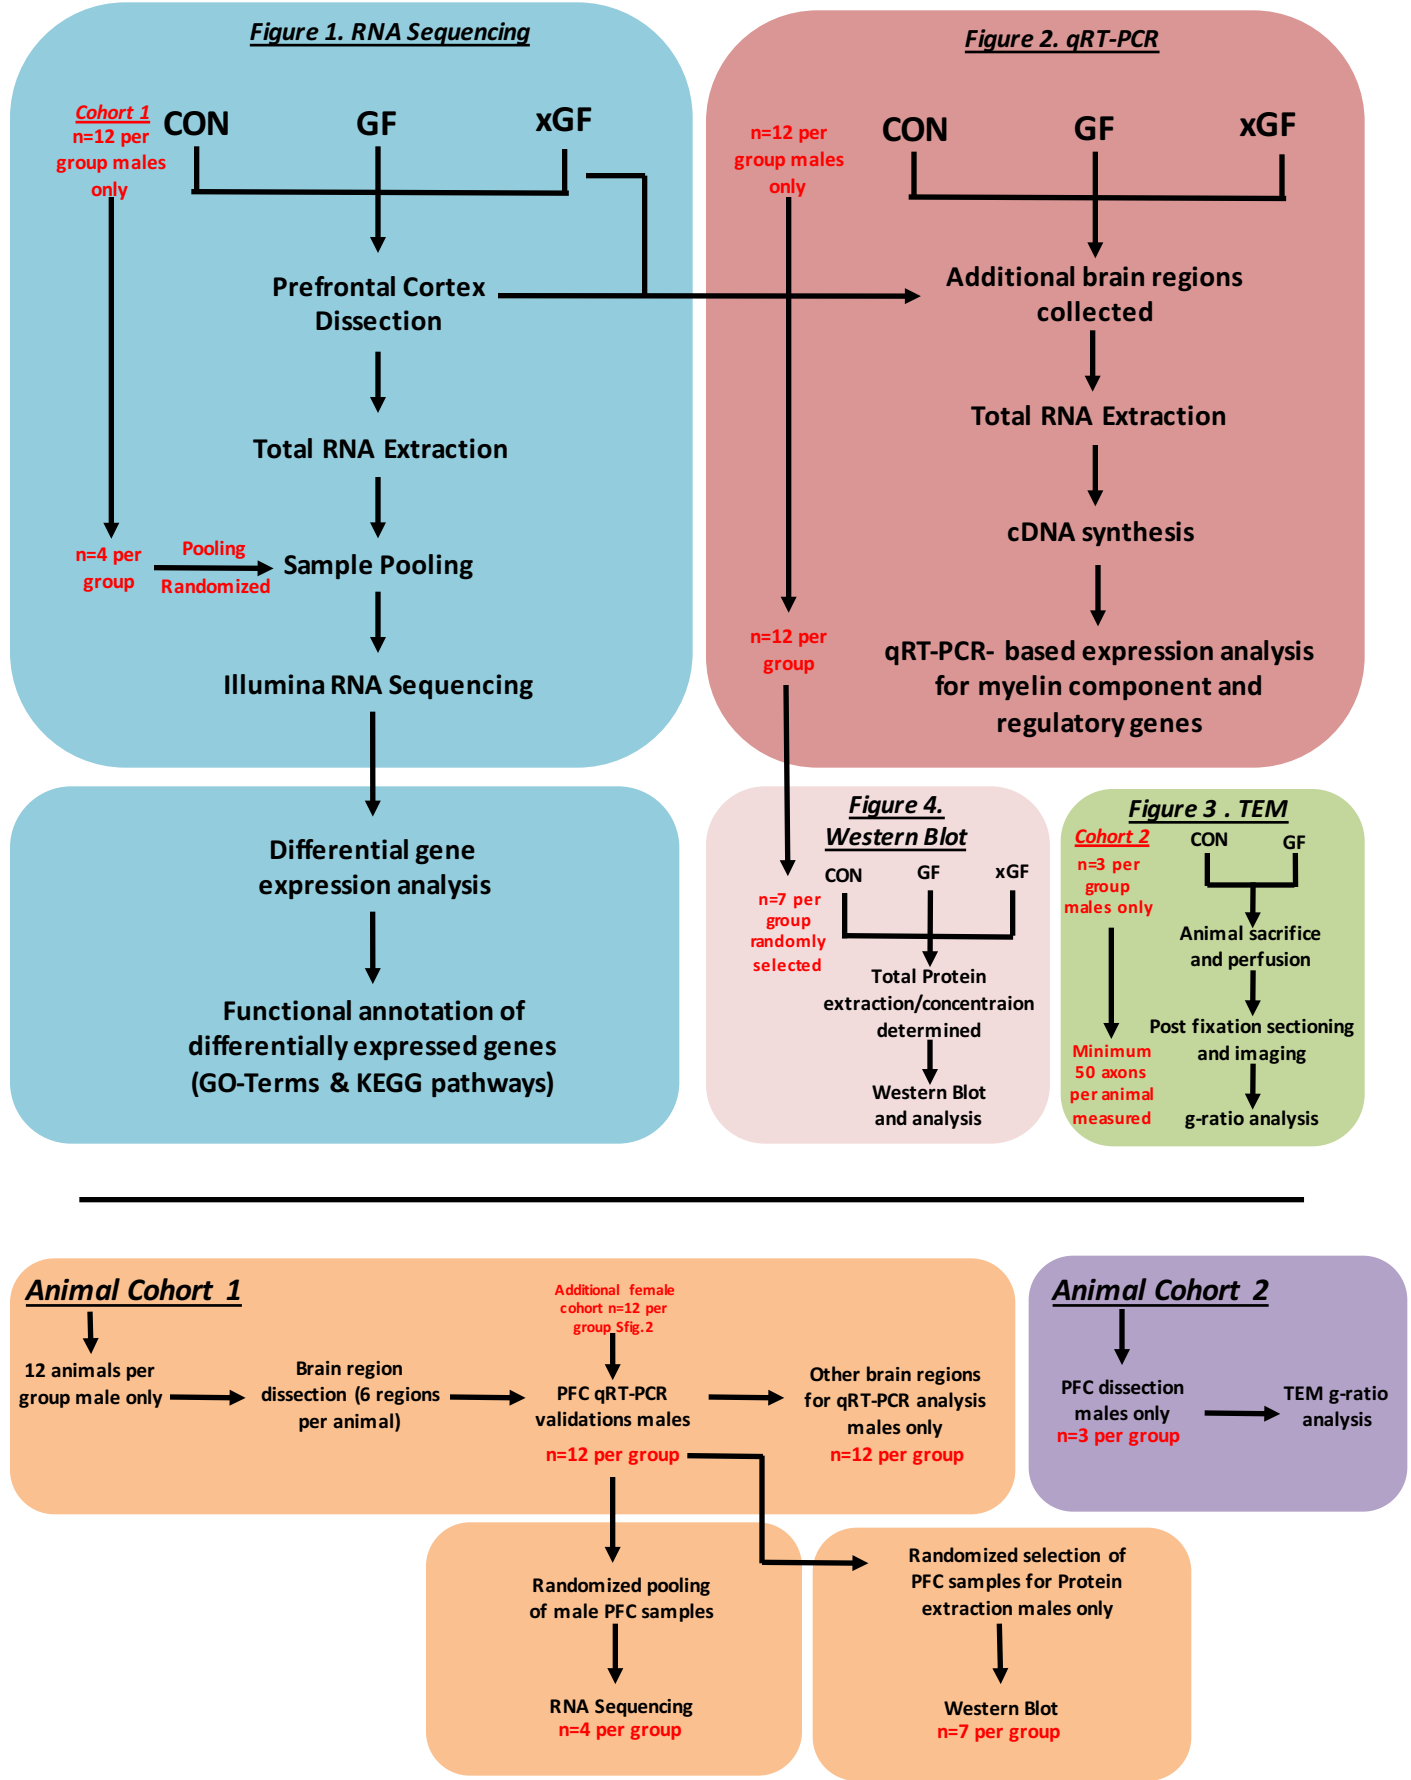 Figure 1. RNA Sequencing
Cohort 1
n=12 per
group males
only
CON
GF
xGF
Prefrontal Cortex
Dissection
Total RNA Extraction
n=4 per
group
Pooling
Randomized
Sample Pooling
Illumina RNA Sequencing
Differential gene
expression analysis
Functional annotation of
differentially expressed genes
(GO-Terms & KEGG pathways)
Figure 2. qRT-PCR
n=12 per
group males
only
CON
GF
xGF
Additional brain regions
collected
Total RNA Extraction
cDNA synthesis
n=12 per
group
qRT-PCR- based expression analysis
for myelin component and
regulatory genes
Figure 4.
Western Blot
CON
GF
xGF
n=7 per
group
randomly
selected
Total Protein
extraction/concentraion
determined
Western Blot
and analysis
Figure 3 . TEM
Cohort 2
n=3 per
group
males only
CON
GF
Animal sacrifice
and perfusion
Post fixation sectioning
and imaging
Minimum
50 axons
per animal
measured
g-ratio analysis
Animal Cohort 1
12 animals per
group male only
Brain region
dissection (6 regions
per animal)
Additional female
cohort n=12 per
group Sfig.2
PFC qRT-PCR
validations males
n=12 per group
Other brain regions
for qRT-PCR analysis
males only
n=12 per group
Randomized pooling
of male PFC samples
RNA Sequencing
n=4 per group
Randomized selection of
PFC samples for Protein
extraction males only
Western Blot
n=7 per group
Animal Cohort 2
PFC dissection
males only
n=3 per group
TEM g-ratio
analysis